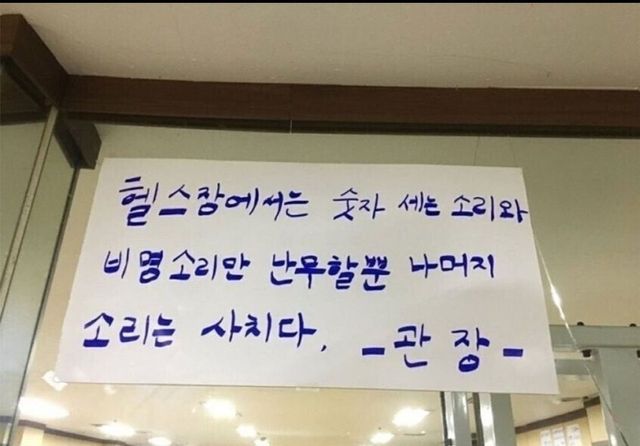 헬스장에서는 숫자 세는 소리와
비명소리만 난무할뿐 나머지
소리는 사치다. -관장-